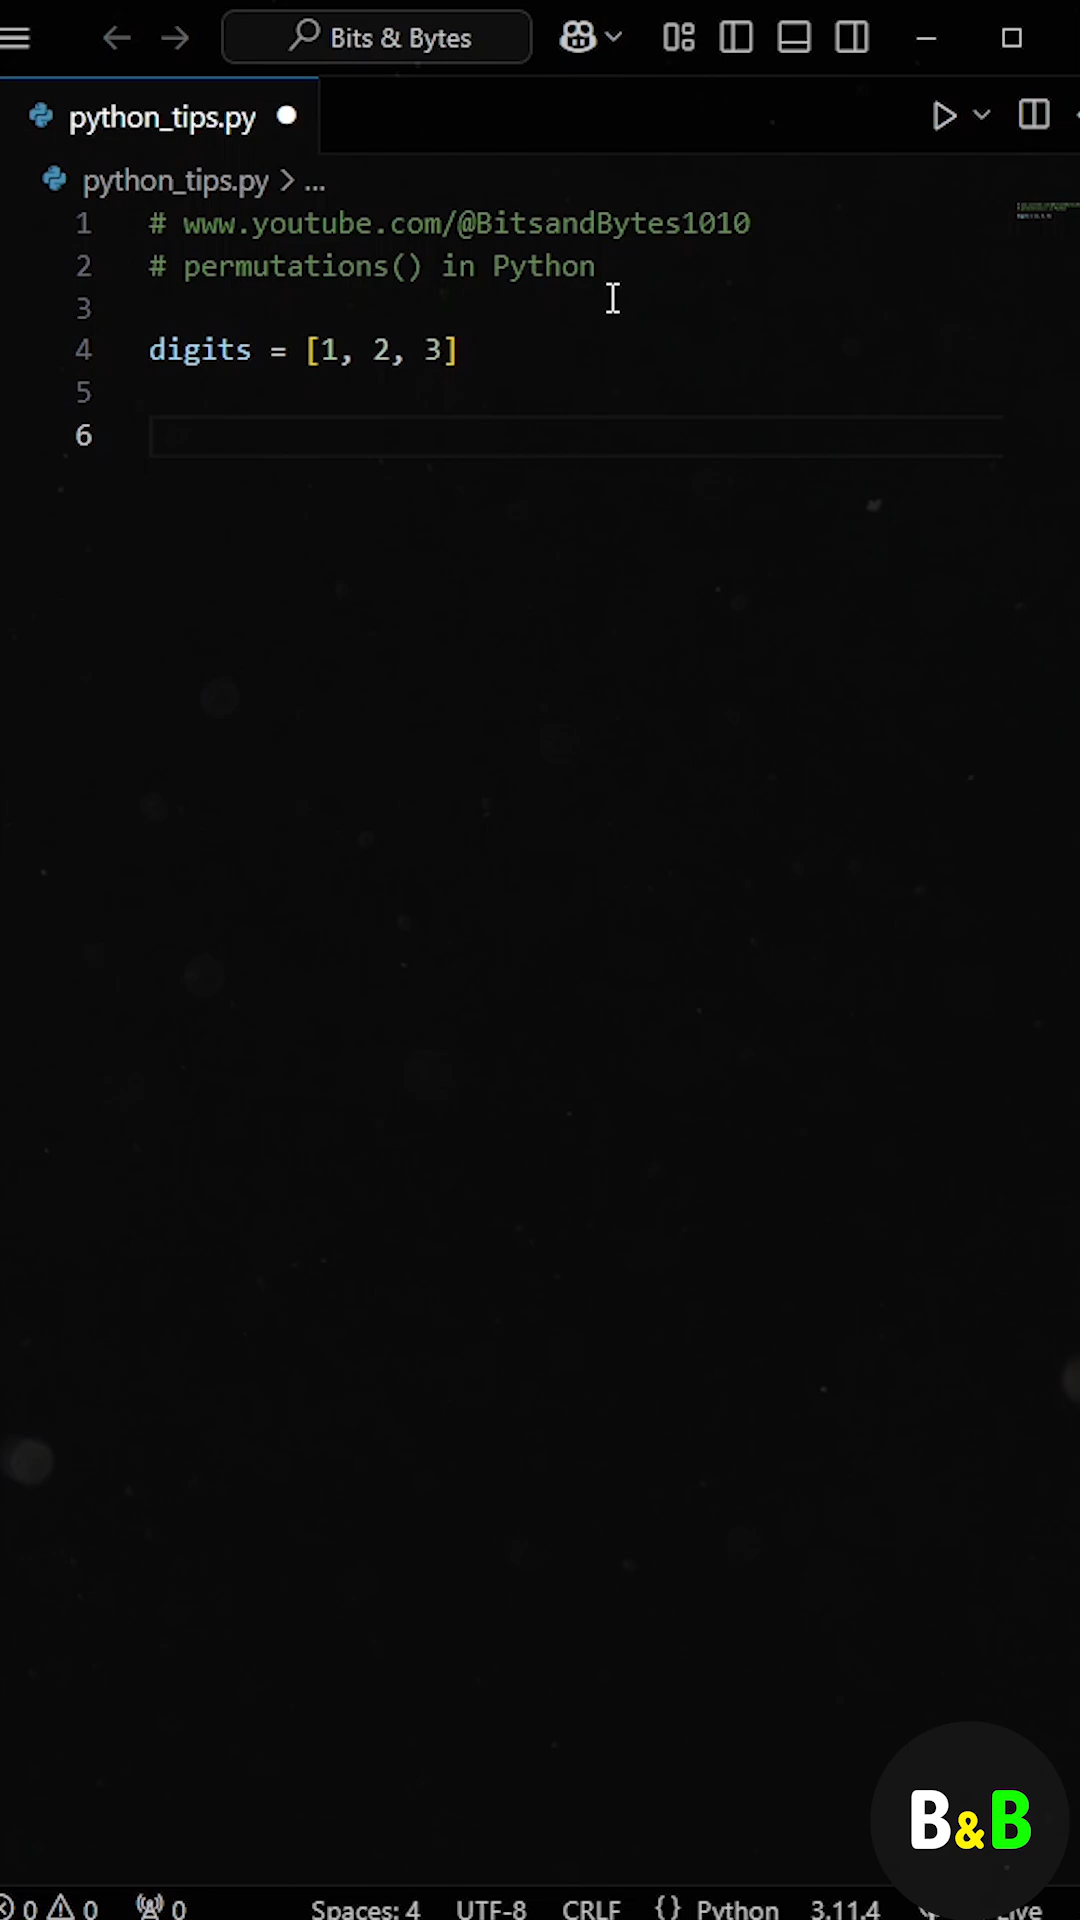 Bits & Bytes
python_tips.py
python_tips.py > ...
1 # www.youtube.com/@BitsandBytes1010
2 # permutations() in Python
3
4 digits = [1, 2, 3]
5
6
B&B
0 0 0 Spaces: 4 UTF-8 CRLF {} Python 3.11.4